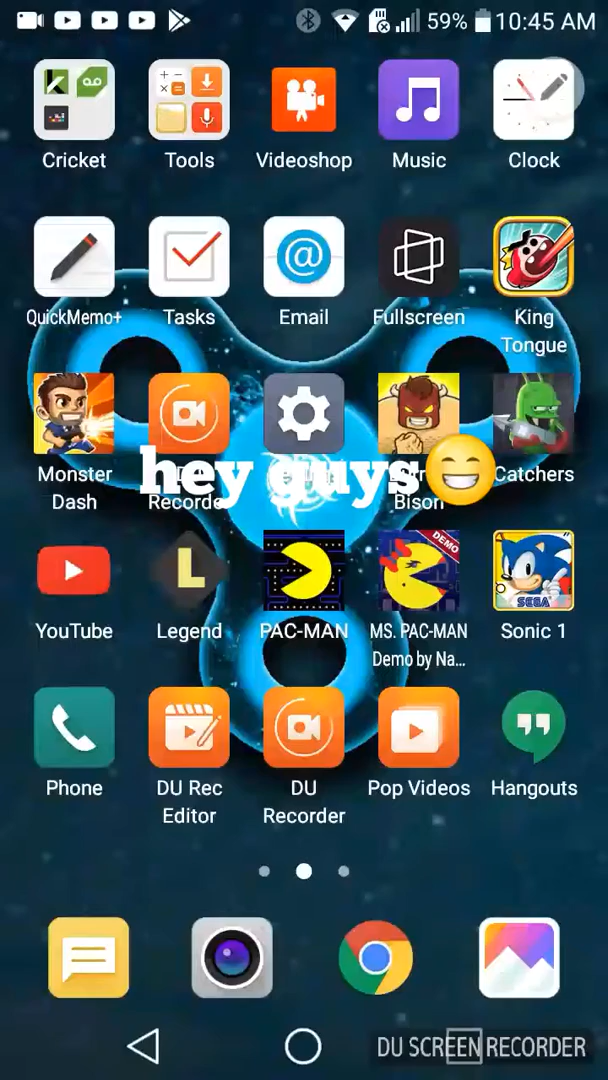 59% 10:45 AM
Cricket Tools Videoshop Music Clock
QuickMemo+ Tasks Email Fullscreen King Tongue
Monster Dash
Recorder
Bison
Catchers
hey guys😁
DEMO
SEGA
L
YouTube Legend PAC-MAN MS. PAC-MAN Demo by Na... Sonic 1
Phone DU Rec Editor DU Recorder Pop Videos Hangouts
DU SCREEN RECORDER